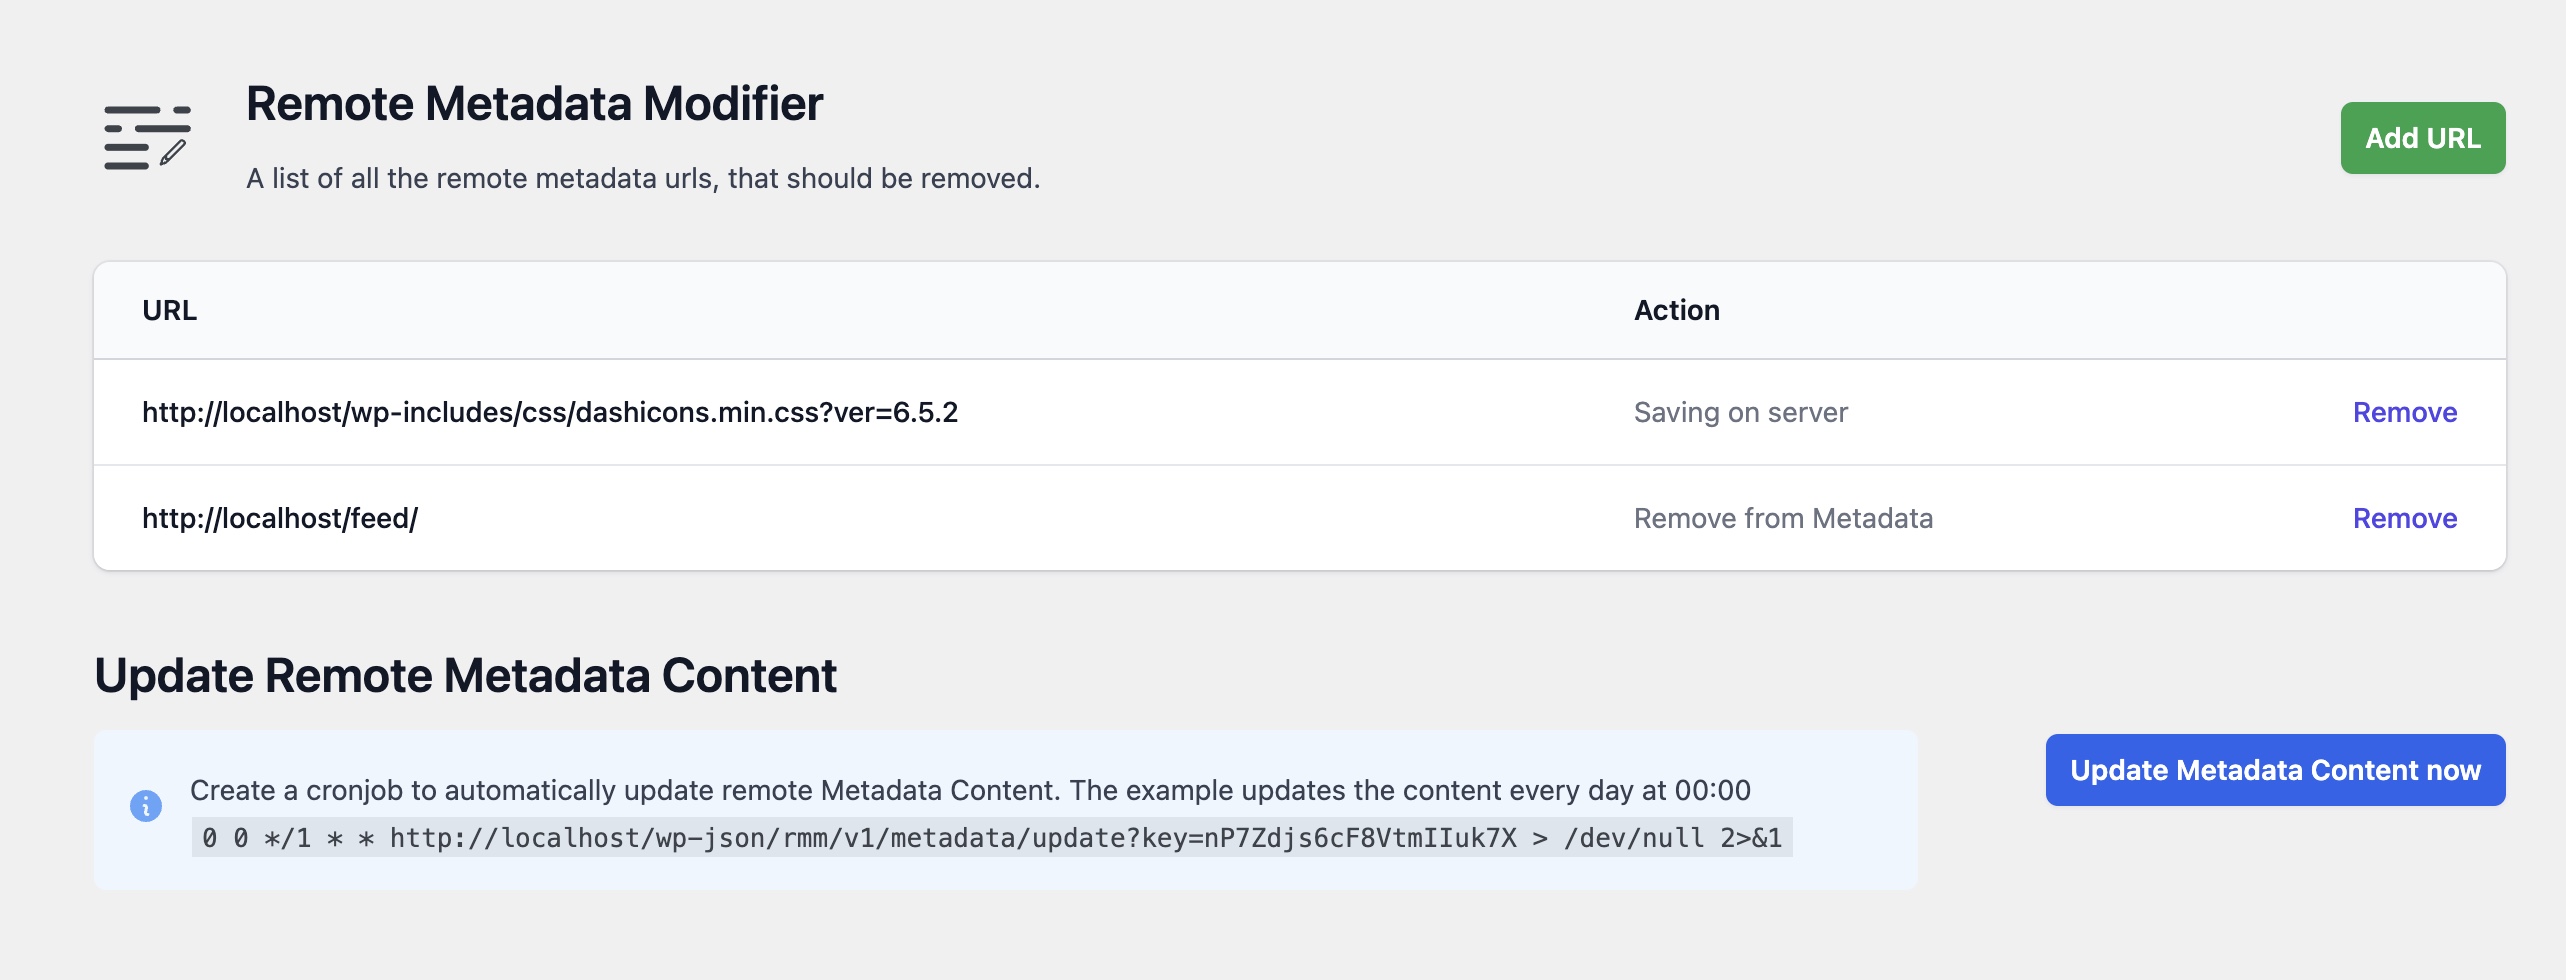 Remote Metadata Modifier
A list of all the remote metadata urls, that should be removed.
Add URL
URL Action
http://localhost/wp-includes/css/dashicons.min.css?ver=6.5.2 Saving on server Remove
http://localhost/feed/ Remove from Metadata Remove
Update Remote Metadata Content
Create a cronjob to automatically update remote Metadata Content. The example updates the content every day at 00:00
0 0 */1 * * http://localhost/wp-json/rmm/v1/metadata/update?key=nP7Zdjs6cF8VtmIIuk7X > /dev/null 2>&1
Update Metadata Content now